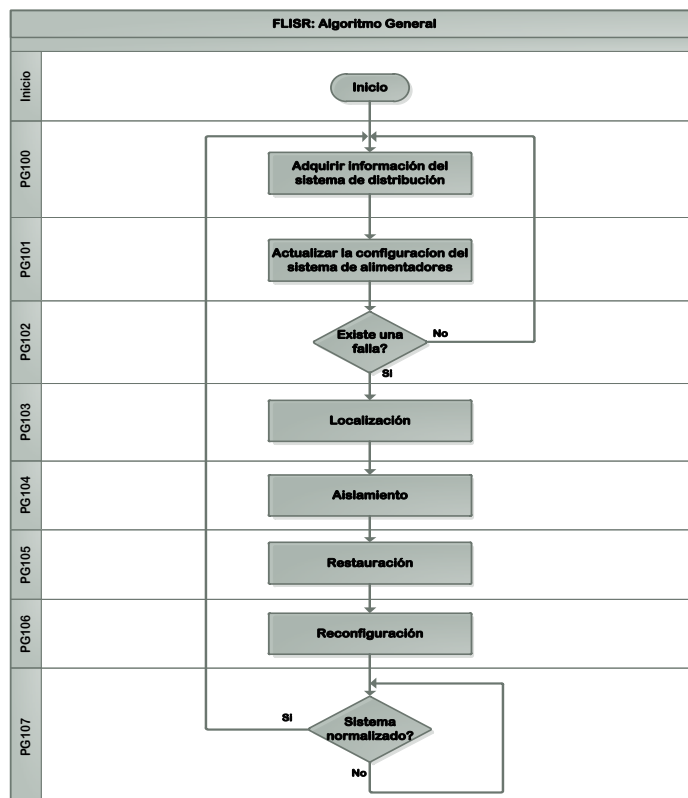 FLISR: Algoritmo General
Inicio
Inicio
PG100
Adquirir información del
sistema de distribución
PG101
Actualizar la configuracíon del
sistema de alimentadores
PG102
Existe una
falla?
No
Si
PG103
Localización
PG104
Aislamiento
PG105
Restauración
PG106
Reconfiguración
PG107
Si
Sistema
normalizado?
No